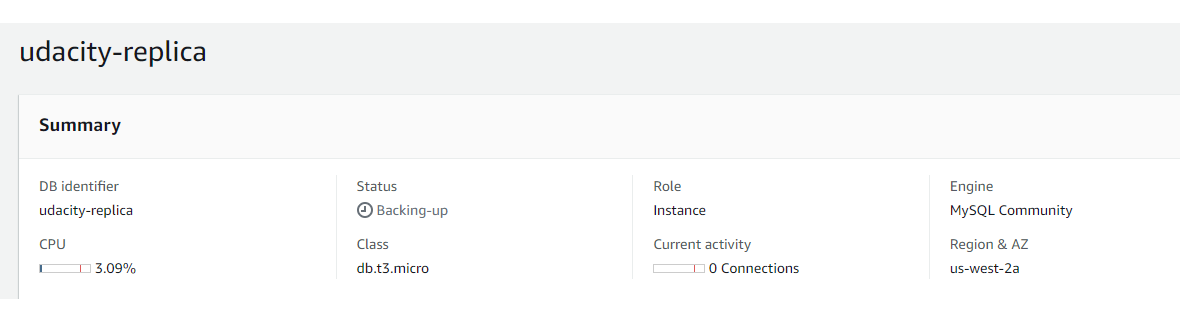 udacity-replica
Summary
DB identifier
udacity-replica
Status
Backing-up
Role
Instance
Engine
MySQL Community
CPU
3.09%
Class
db.t3.micro
Current activity
0 Connections
Region & AZ
us-west-2a